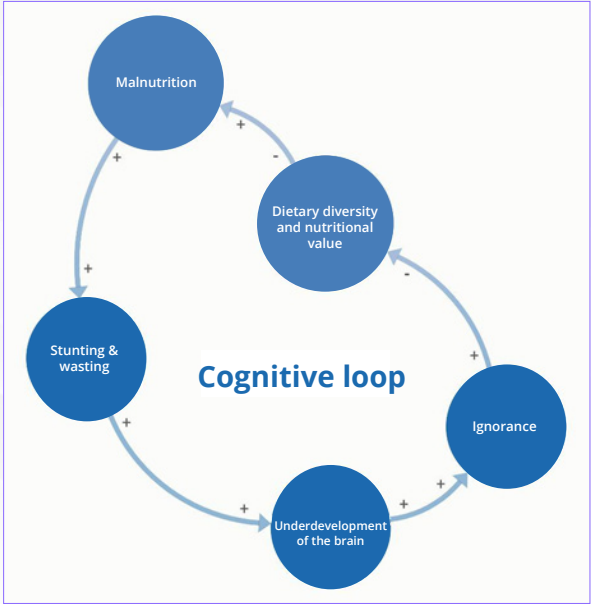 Malnutrition
+
-
+
Dietary diversity
and nutritional
value
-
+
+
+
Stunting &
wasting
Cognitive loop
Ignorance
+
+
+
+
Underdevelopment
of the brain